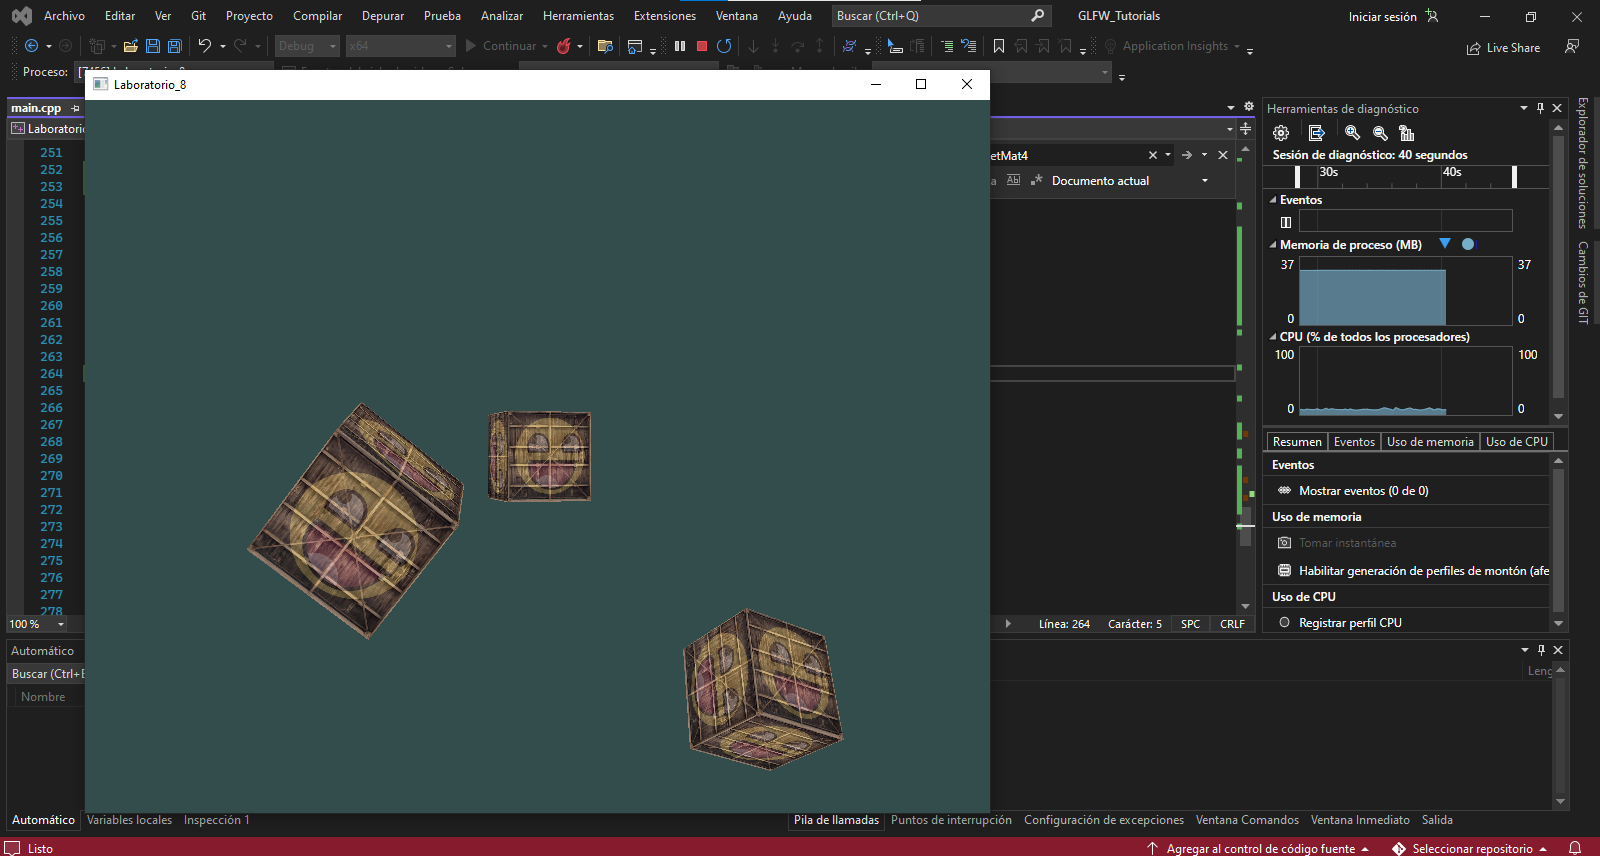 Archivo Editar Ver Git Proyecto Compilar Depurar Prueba Analizar Herramientas Extensiones Ventana Ayuda Buscar (Ctrl+Q) GLFW_Tutorials Iniciar sesión
Debug x64 Continuar Application Insights Live Share
Proceso:
Laboratorio_8
main.cpp
Laborator
etMat4
Documento actual
251
252
253
254
255
256
257
258
259
260
261
262
263
264
265
266
267
268
269
270
271
272
273
274
275
276
277
278
100 %
Línea: 264 Carácter: 5 SPC CRLF
Herramientas de diagnóstico
Sesión de diagnóstico: 40 segundos
30s 40s
Eventos
Memoria de proceso (MB)
37 37
0 0
CPU (% de todos los procesadores)
100 100
0 0
Resumen Eventos Uso de memoria Uso de CPU
Eventos
Mostrar eventos (0 de 0)
Uso de memoria
Tomar instantánea
Habilitar generación de perfiles de montón (afe
Uso de CPU
Registrar perfil CPU
Explorador de soluciones
Cambios de GIT
Automático
Buscar (Ctrl+E
Nombre
Leng
Automático Variables locales Inspección 1
Pila de llamadas Puntos de interrupción Configuración de excepciones Ventana Comandos Ventana Inmediato Salida
Listo
Agregar al control de código fuente Seleccionar repositorio